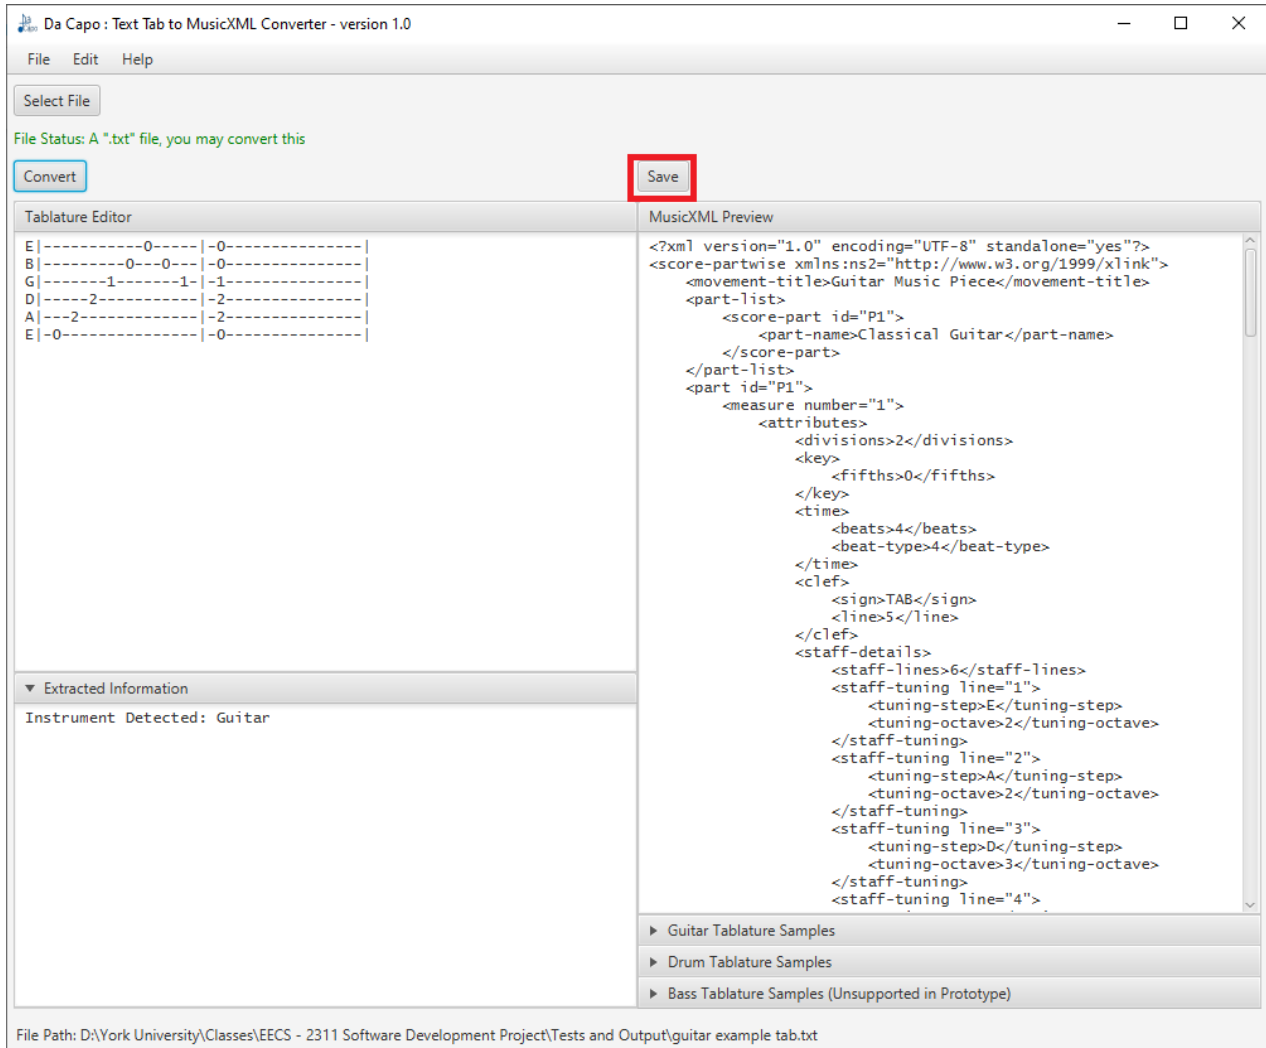 Da Capo : Text Tab to MusicXML Converter - version 1.0
File Edit Help
Select File
File Status: A ".txt" file, you may convert this
Convert
Save
Tablature Editor
E|-----------0-----|-0---------------|
B|---------0---0---|-0---------------|
G|-------1-------1-|-1---------------|
D|-----2-----------|-2---------------|
A|---2-------------|-2---------------|
E|-0---------------|-0---------------|
Extracted Information
Instrument Detected: Guitar
MusicXML Preview
<?xml version="1.0" encoding="UTF-8" standalone="yes"?>
<score-partwise xmlns:ns2="http://www.w3.org/1999/xlink">
    <movement-title>Guitar Music Piece</movement-title>
    <part-list>
        <score-part id="P1">
            <part-name>Classical Guitar</part-name>
        </score-part>
    </part-list>
    <part id="P1">
        <measure number="1">
            <attributes>
                <divisions>2</divisions>
                <key>
                    <fifths>0</fifths>
                </key>
                <time>
                    <beats>4</beats>
                    <beat-type>4</beat-type>
                </time>
                <clef>
                    <sign>TAB</sign>
                    <line>5</line>
                </clef>
                <staff-details>
                    <staff-lines>6</staff-lines>
                    <staff-tuning line="1">
                        <tuning-step>E</tuning-step>
                        <tuning-octave>2</tuning-octave>
                    </staff-tuning>
                    <staff-tuning line="2">
                        <tuning-step>A</tuning-step>
                        <tuning-octave>2</tuning-octave>
                    </staff-tuning>
                    <staff-tuning line="3">
                        <tuning-step>D</tuning-step>
                        <tuning-octave>3</tuning-octave>
                    </staff-tuning>
                    <staff-tuning line="4">
Guitar Tablature Samples
Drum Tablature Samples
Bass Tablature Samples (Unsupported in Prototype)
File Path: D:\York University\Classes\EECS - 2311 Software Development Project\Tests and Output\guitar example tab.txt